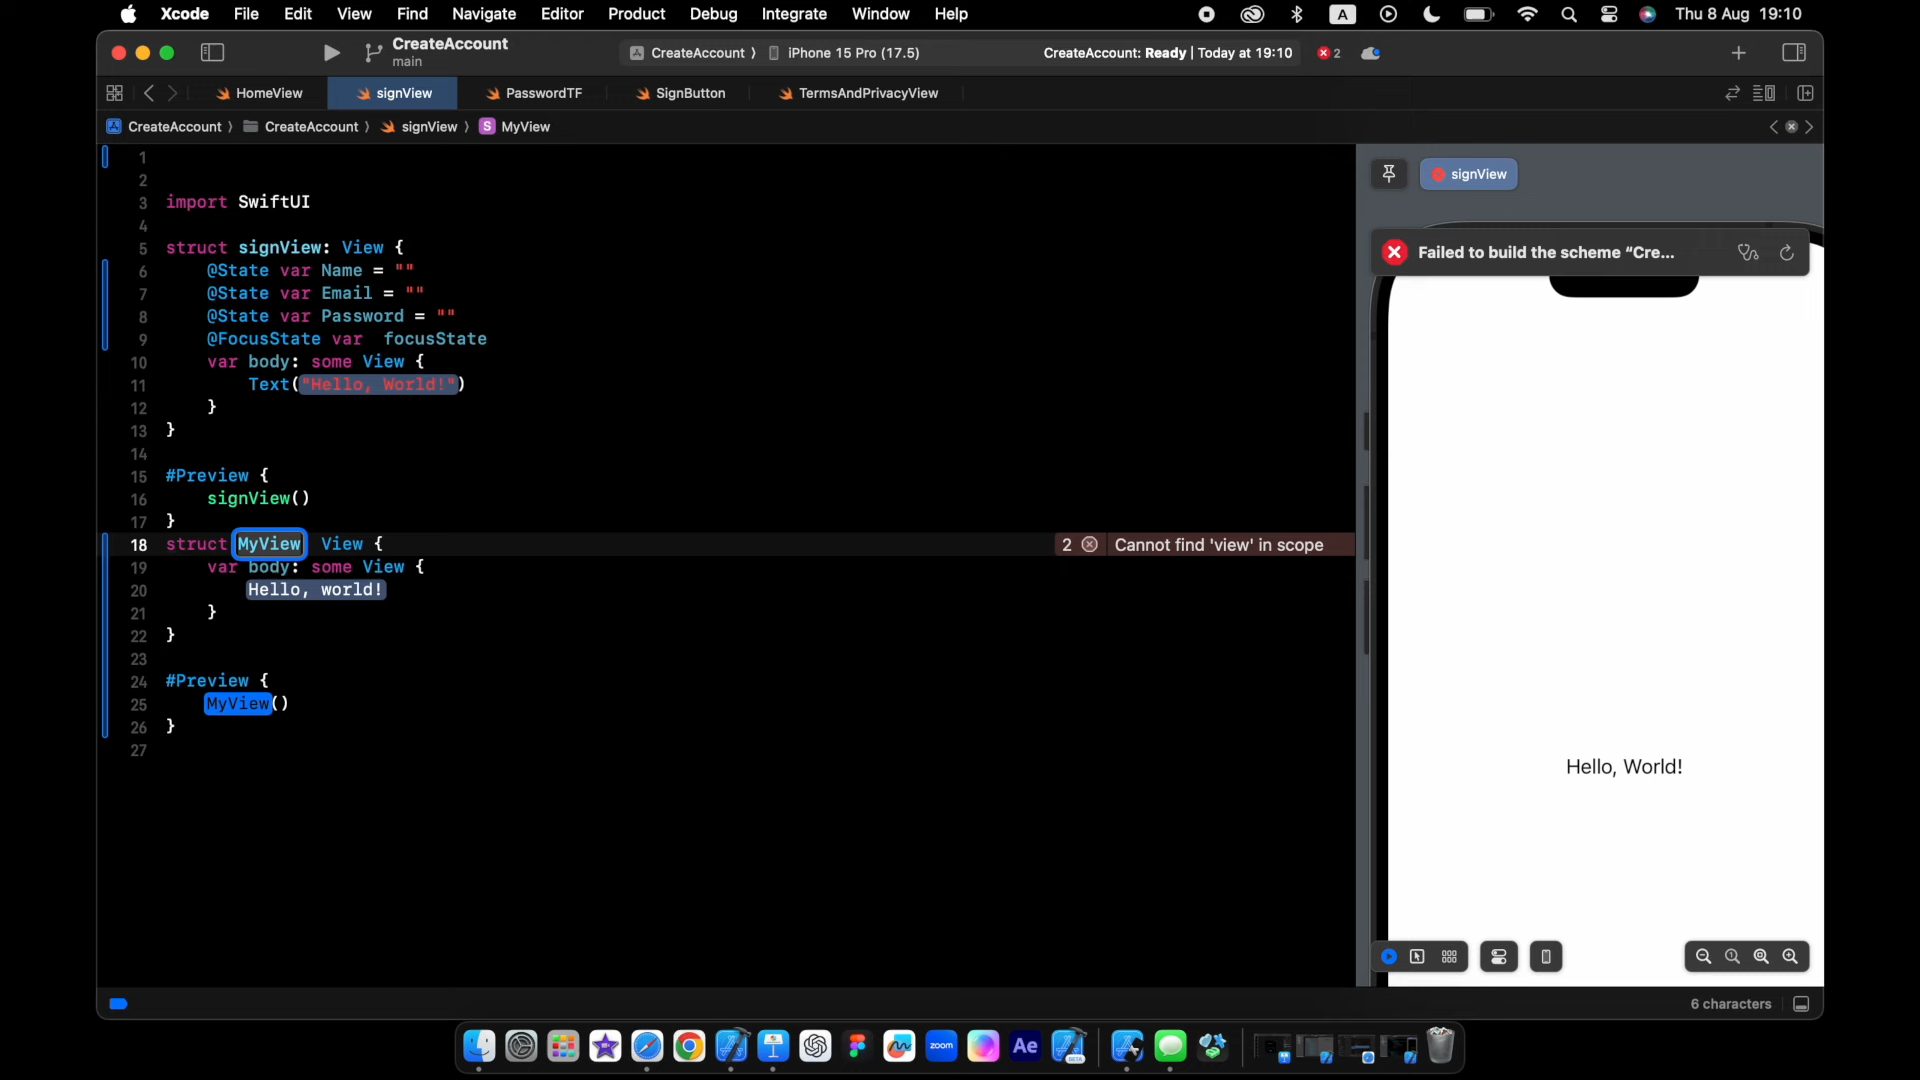 Xcode File Edit View Find Navigate Editor Product Debug Integrate Window Help A Thu 8 Aug 19:10
CreateAccount
main
CreateAccount 〉 iPhone 15 Pro (17.5) CreateAccount: Ready | Today at 19:10 2
HomeView signView PasswordTF SignButton TermsAndPrivacyView
CreateAccount 〉 CreateAccount 〉 signView 〉 S MyView
signView
Failed to build the scheme “Cre...
1
2
3 import SwiftUI
4
5 struct signView: View {
6 @State var Name = ""
7 @State var Email = ""
8 @State var Password = ""
9 @FocusState var focusState
10 var body: some View {
11 Text("Hello, World!")
12 }
13 }
14
15 #Preview {
16 signView()
17 }
18 struct MyView View { 2 Cannot find 'view' in scope
19 var body: some View {
20 Hello, world!
21 }
22 }
23
24 #Preview {
25 MyView()
26 }
27
Hello, World!
6 characters
zoom Ae BETA